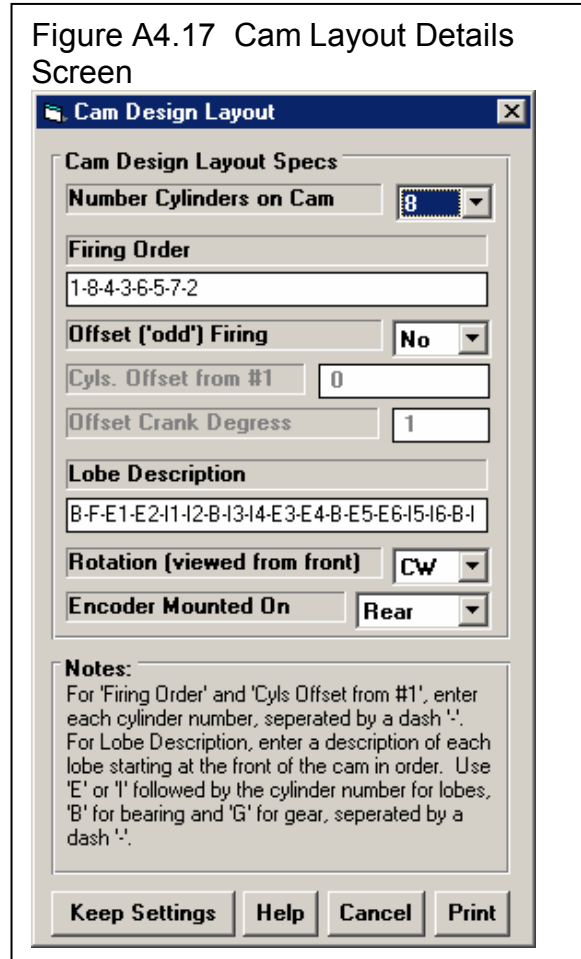 Figure A4.17 Cam Layout Details
Screen
Cam Design Layout
Cam Design Layout Specs
Number Cylinders on Cam 8
Firing Order
1-8-4-3-6-5-7-2
Offset ('odd') Firing No
Cyls. Offset from #1 0
Offset Crank Degress 1
Lobe Description
B-F-E1-E2-I1-I2-B-I3-I4-E3-E4-B-E5-E6-I5-I6-B-I
Rotation (viewed from front) CW
Encoder Mounted On Rear
Notes:
For 'Firing Order' and 'Cyls Offset from #1', enter
each cylinder number, seperated by a dash '-'.
For Lobe Description, enter a description of each
lobe starting at the front of the cam in order. Use
'E' or 'I' followed by the cylinder number for lobes,
'B' for bearing and 'G' for gear, seperated by a
dash '-'.
Keep Settings Help Cancel Print